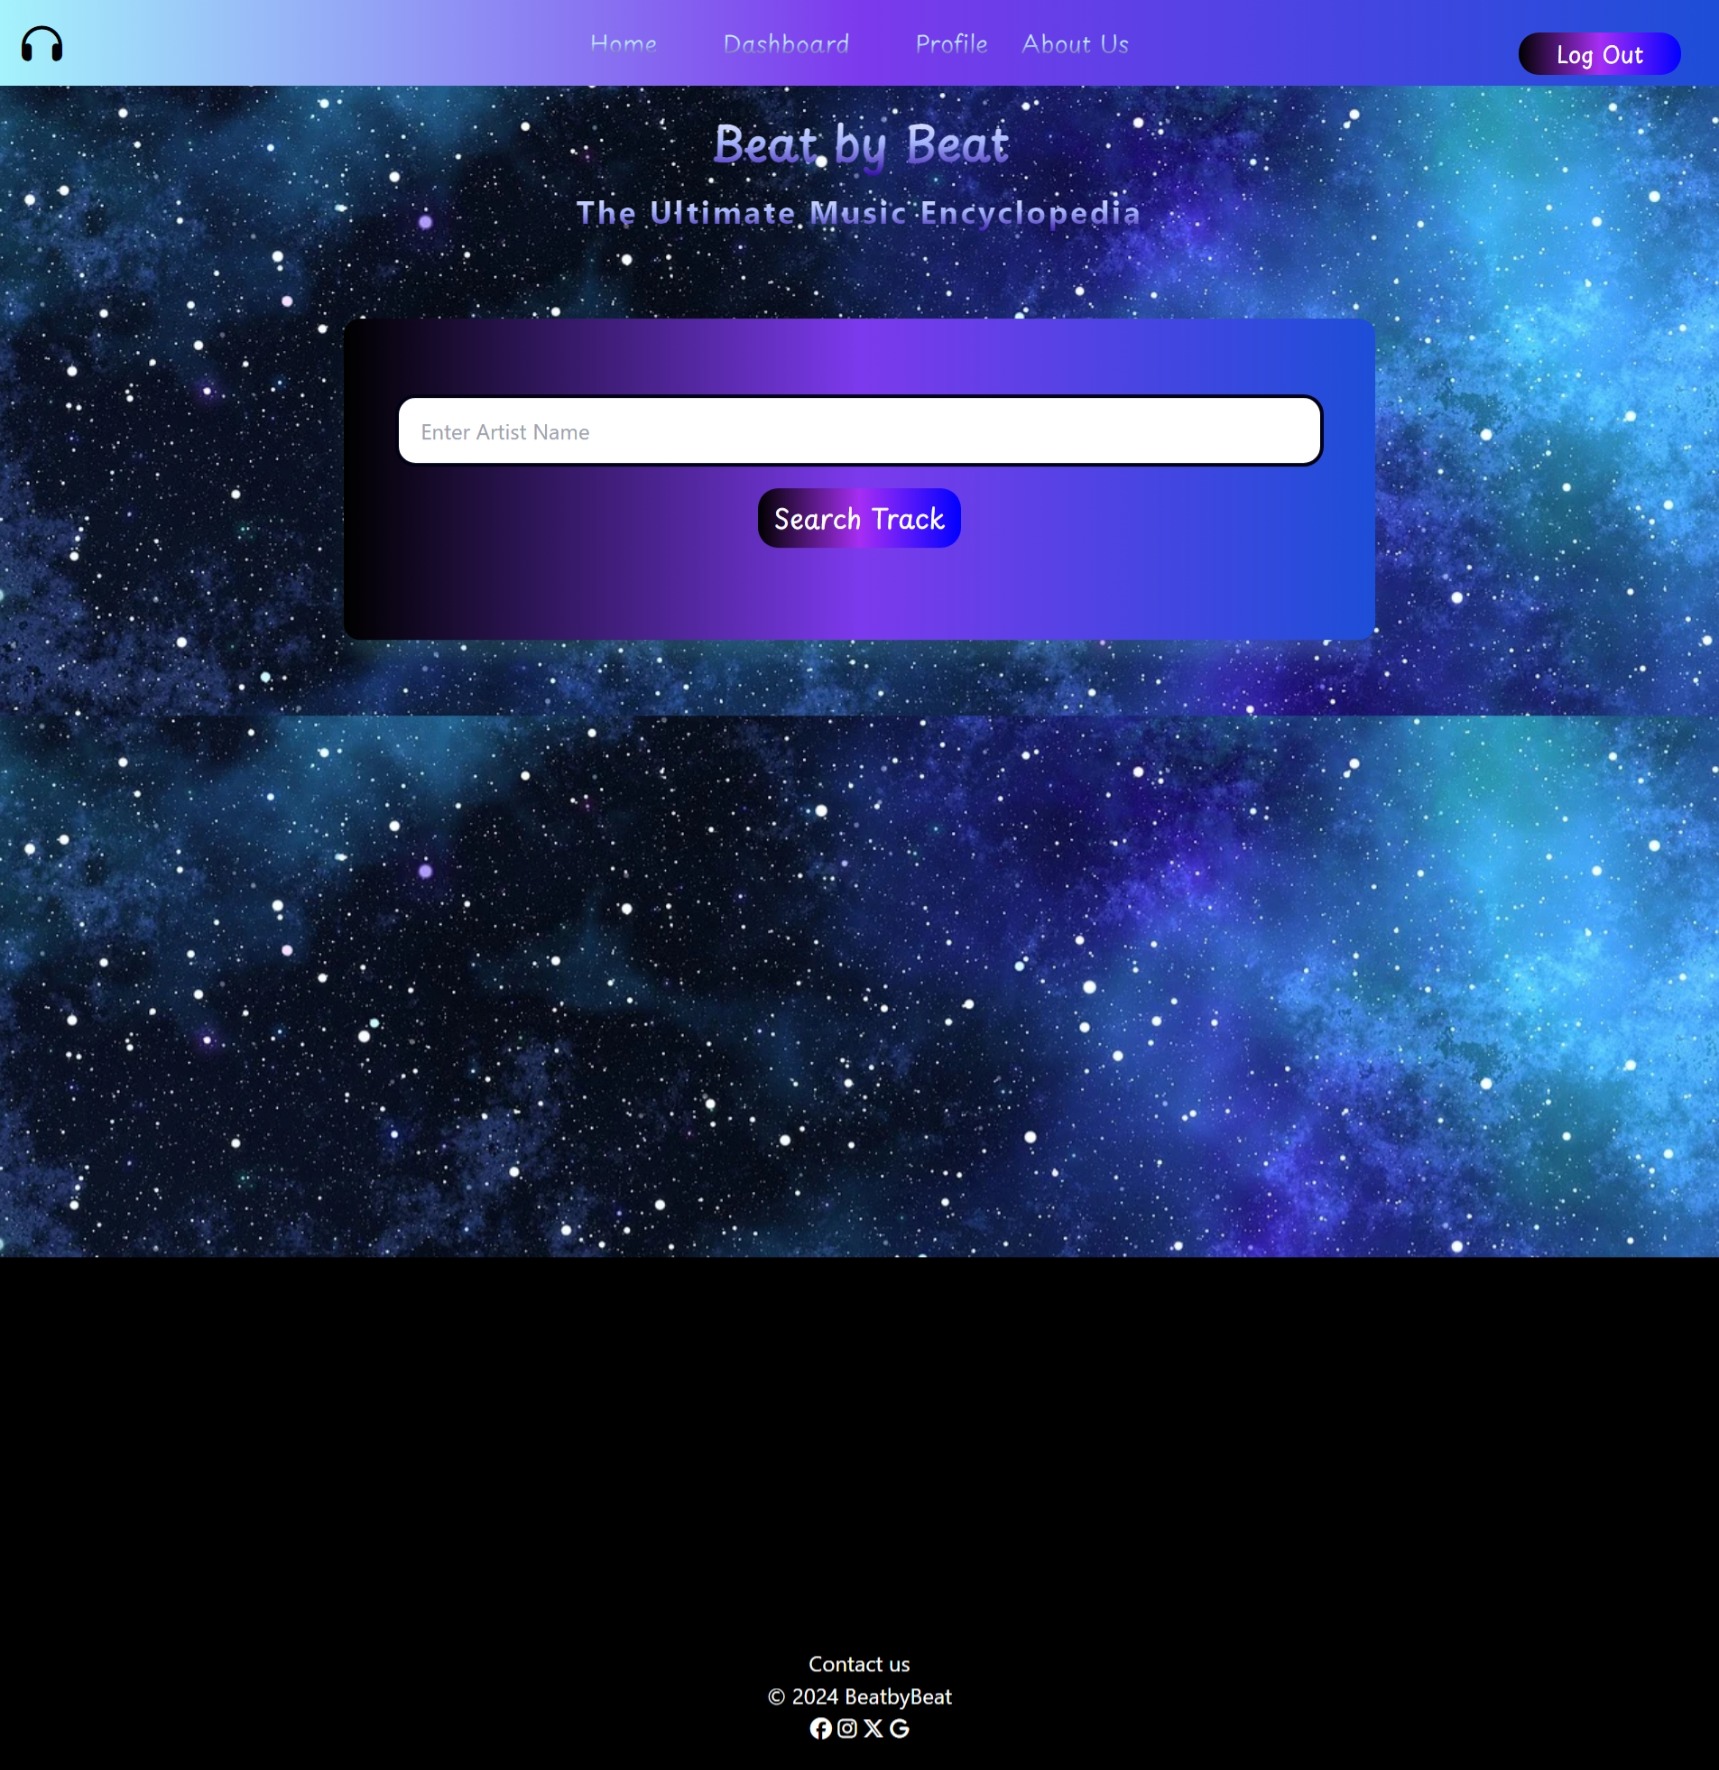 Home Dashboard Profile About Us Log Out
Beat by Beat
The Ultimate Music Encyclopedia
Enter Artist Name
Search Track
Contact us
© 2024 BeatbyBeat